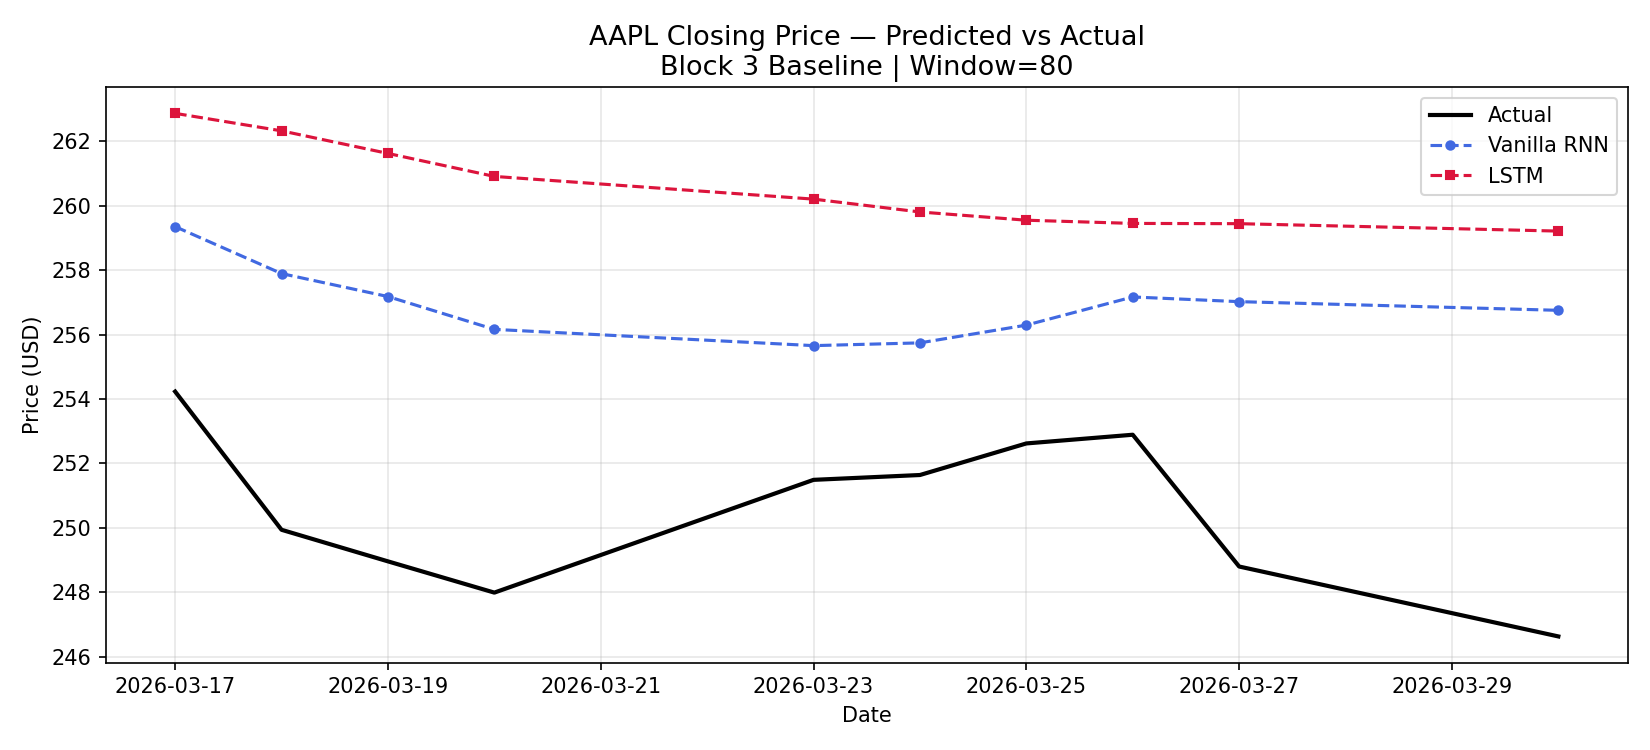 AAPL Closing Price — Predicted vs Actual
Block 3 Baseline | Window=80
Actual
Vanilla RNN
LSTM
Price (USD)
262
260
258
256
254
252
250
248
246
2026-03-17 2026-03-19 2026-03-21 2026-03-23 2026-03-25 2026-03-27 2026-03-29
Date